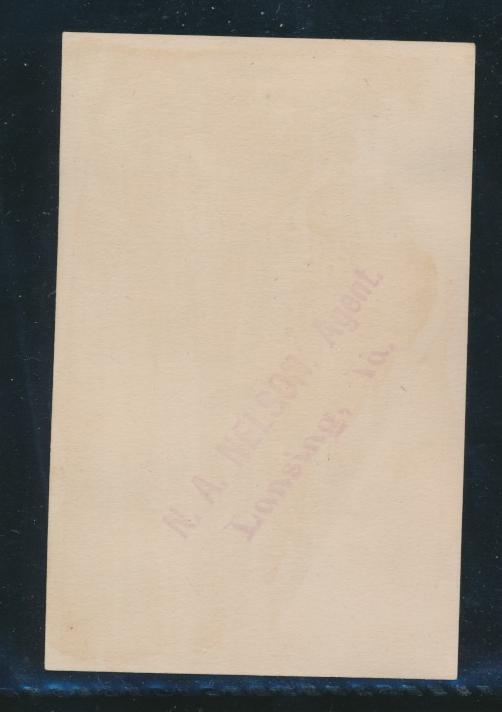 N. A. NELSON Agent
Lansing, Ia.